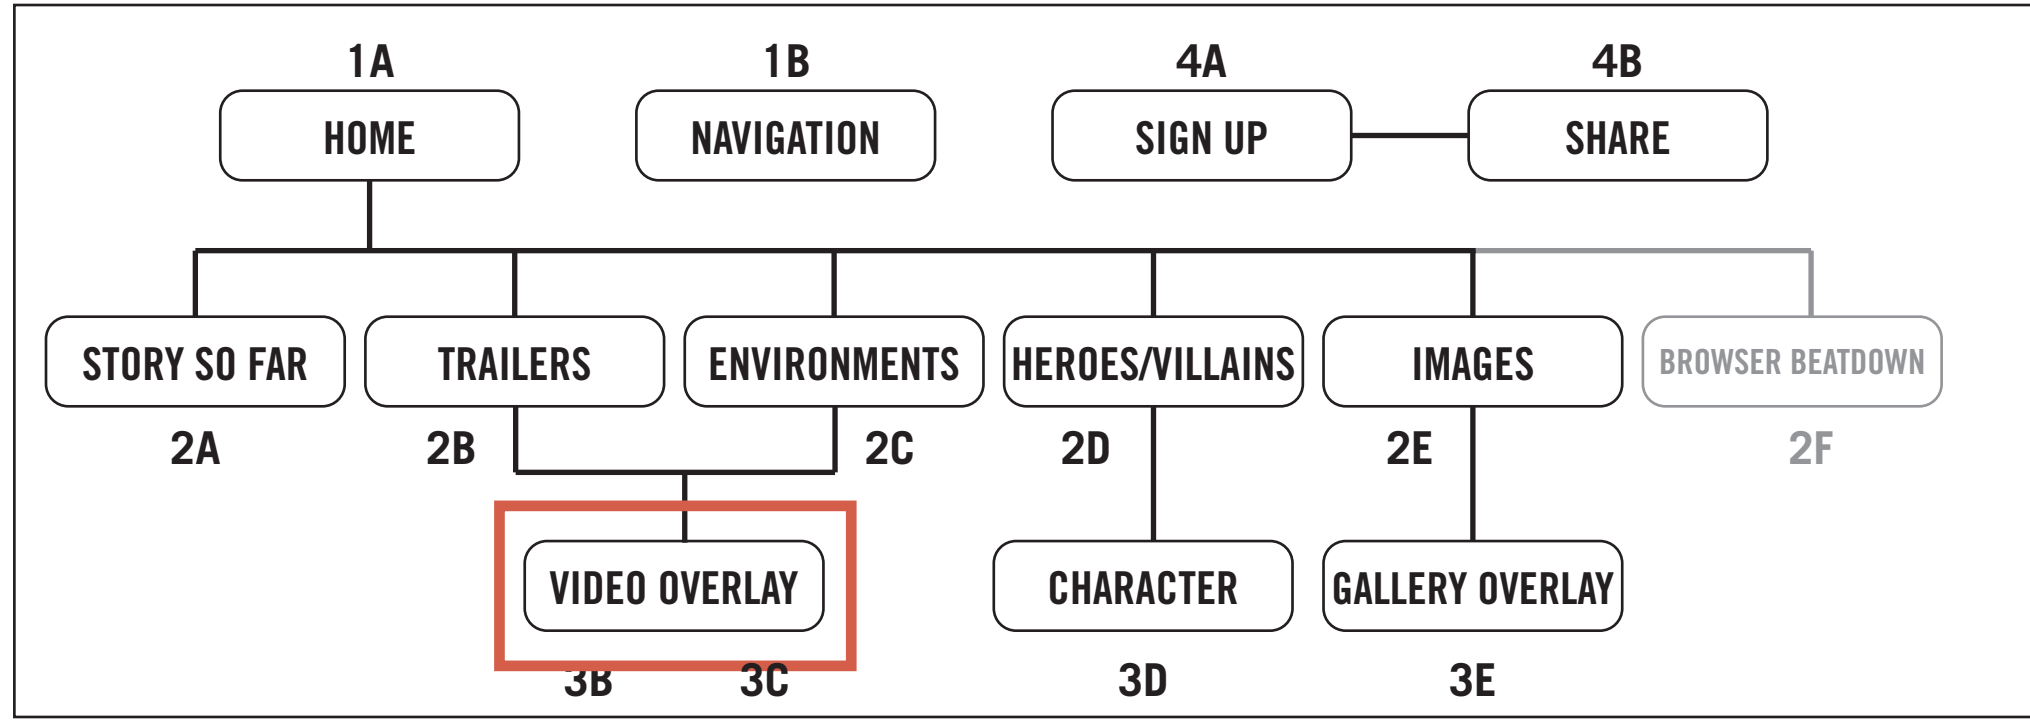 1A 1B 4A 4B
HOME NAVIGATION SIGN UP SHARE
STORY SO FAR TRAILERS ENVIRONMENTS HEROES/VILLAINS IMAGES BROWSER BEATDOWN
2A 2B 2C 2D 2E 2F
VIDEO OVERLAY CHARACTER GALLERY OVERLAY
3B 3C 3D 3E